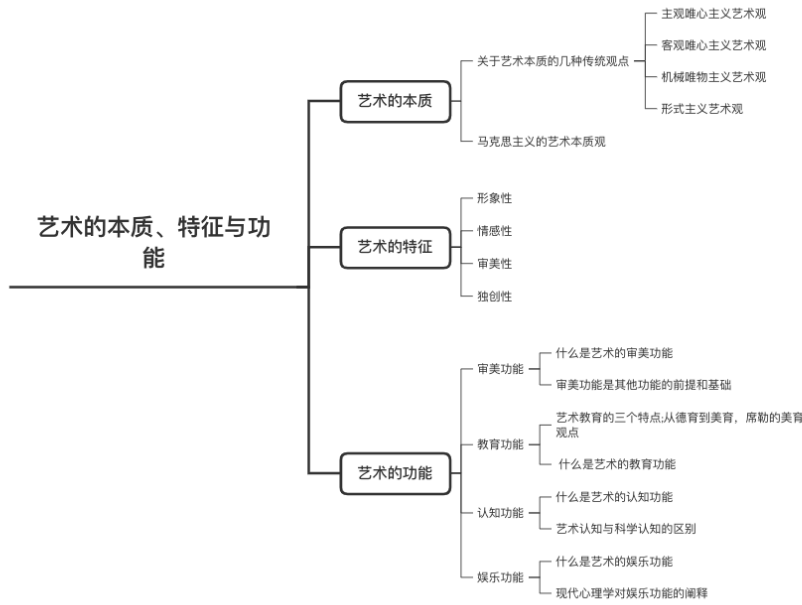 艺术的本质、特征与功
能
艺术的本质
关于艺术本质的几种传统观点
主观唯心主义艺术观
客观唯心主义艺术观
机械唯物主义艺术观
形式主义艺术观
马克思主义的艺术本质观
艺术的特征
形象性
情感性
审美性
独创性
艺术的功能
审美功能
什么是艺术的审美功能
审美功能是其他功能的前提和基础
教育功能
艺术教育的三个特点;从德育到美育，席勒的美育
观点
什么是艺术的教育功能
认知功能
什么是艺术的认知功能
艺术认知与科学认知的区别
娱乐功能
什么是艺术的娱乐功能
现代心理学对娱乐功能的阐释